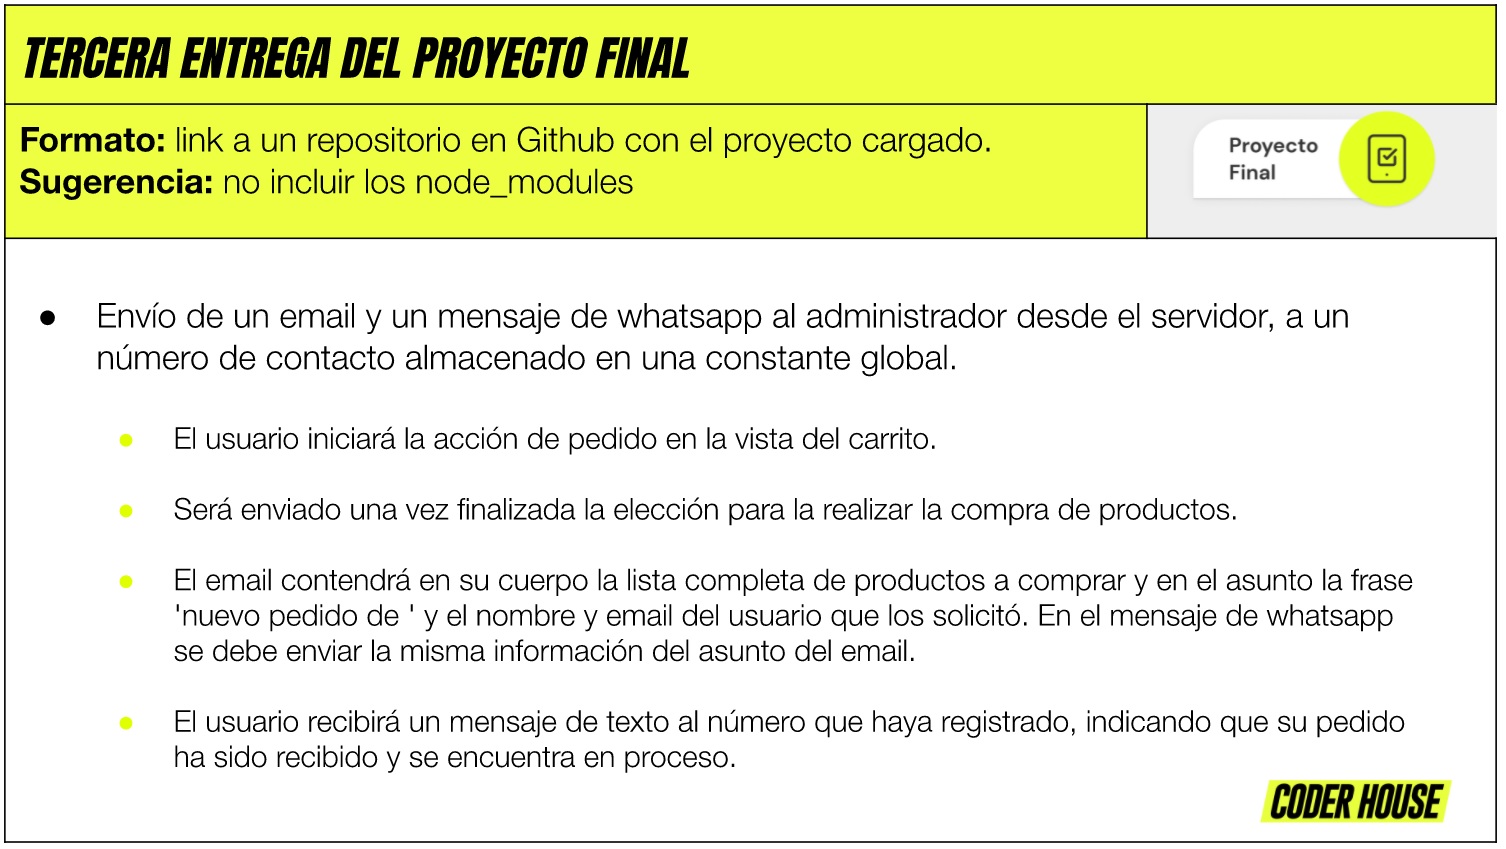 TERCERA ENTREGA DEL PROYECTO FINAL
Formato: link a un repositorio en Github con el proyecto cargado.
Sugerencia: no incluir los node_modules
Proyecto
Final
● Envío de un email y un mensaje de whatsapp al administrador desde el servidor, a un
número de contacto almacenado en una constante global.
● El usuario iniciará la acción de pedido en la vista del carrito.
● Será enviado una vez finalizada la elección para la realizar la compra de productos.
● El email contendrá en su cuerpo la lista completa de productos a comprar y en el asunto la frase
'nuevo pedido de ' y el nombre y email del usuario que los solicitó. En el mensaje de whatsapp
se debe enviar la misma información del asunto del email.
● El usuario recibirá un mensaje de texto al número que haya registrado, indicando que su pedido
ha sido recibido y se encuentra en proceso.
CODER HOUSE